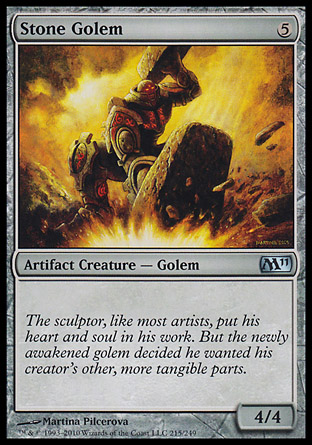 Stone Golem 5
Artifact Creature — Golem M11
The sculptor, like most artists, put his
heart and soul in his work. But the newly
awakened golem decided he wanted his
creator's other, more tangible parts.
Martina Pilcerova
™ & © 1993–2010 Wizards of the Coast LLC 215/249
4/4